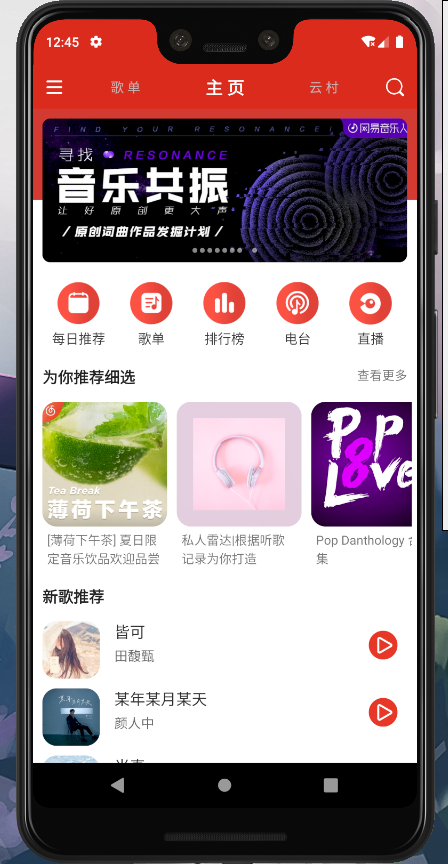 12:45
歌单
主页
云村
FIND YOUR RESONANCE
网易音乐人
寻找 RESONANCE
音乐共振
让好原创更大声
/ 原创词曲作品发掘计划 /
每日推荐
歌单
排行榜
电台
直播
为你推荐细选
查看更多
Tea Break
薄荷下午茶
Pop
8
Love
[薄荷下午茶] 夏日限
定音乐饮品欢迎品尝
私人雷达|根据听歌
记录为你打造
Pop Danthology 合
集
新歌推荐
皆可
田馥甄
某年某月某天
颜人中